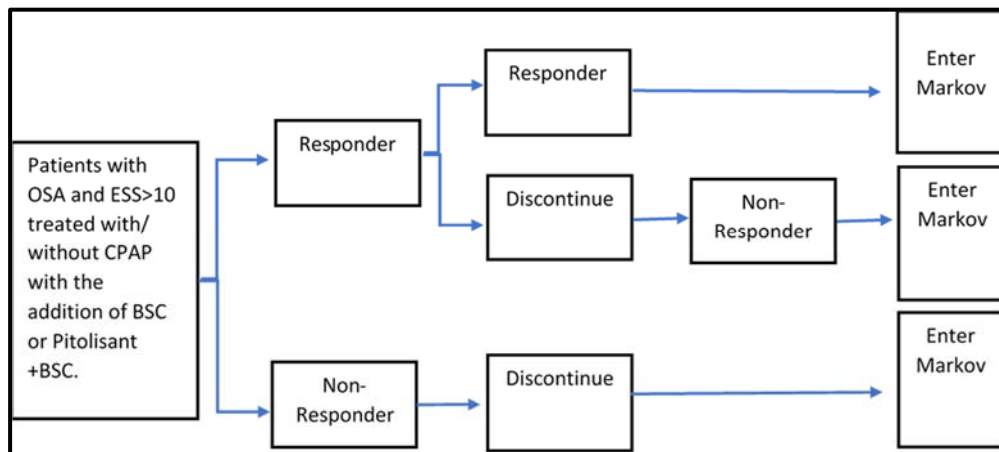 Patients with
OSA and ESS>10
treated with/
without CPAP
with the
addition of BSC
or Pitolisant
+BSC.
Responder
Non-
Responder
Responder
Discontinue
Non-
Responder
Discontinue
Enter
Markov
Enter
Markov
Enter
Markov